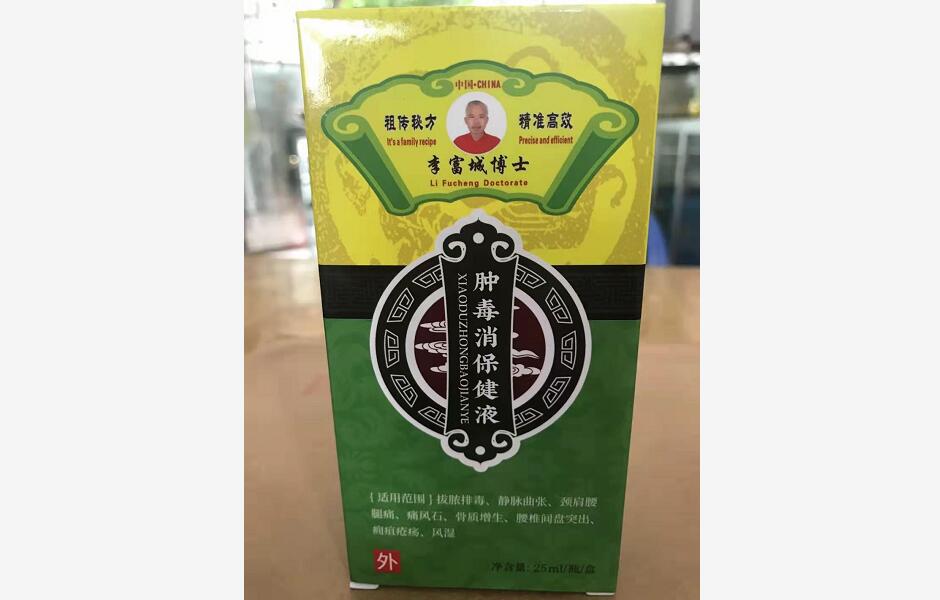 中国·CHINA
祖传秘方 精准高效
It's a family recipe Precise and efficient
李富城博士
Li Fucheng Doctorate
肿毒消保健液
XIAODUZHONGBAOJIANYE
{适用范围}拔脓排毒、静脉曲张、颈肩腰
腿痛、痛风石、骨质增生、腰椎间盘突出、
痈疽疮疡、风湿
外
净含量:25ml/瓶/盒